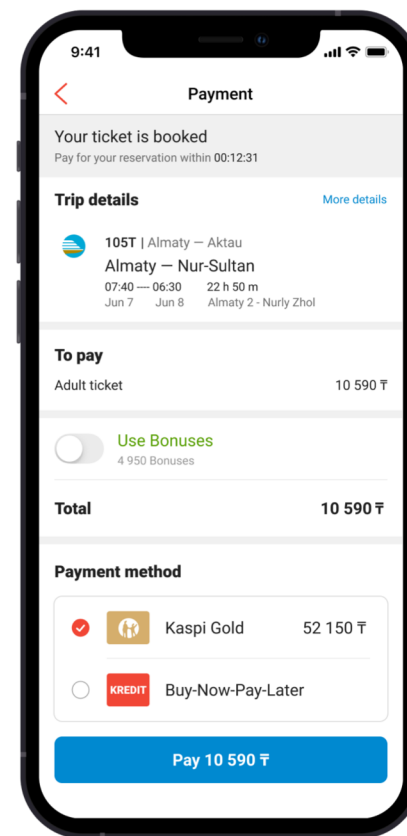 9:41
Payment
Your ticket is booked
Pay for your reservation within 00:12:31
Trip details More details
105Т | Almaty — Aktau
Almaty — Nur-Sultan
07:40 –– 06:30 22 h 50 m
Jun 7 Jun 8 Almaty 2 - Nurly Zhol
To pay
Adult ticket 10 590 ₸
Use Bonuses
4 950 Bonuses
Total 10 590 ₸
Payment method
Kaspi Gold 52 150 ₸
KREDIT Buy-Now-Pay-Later
Pay 10 590 ₸